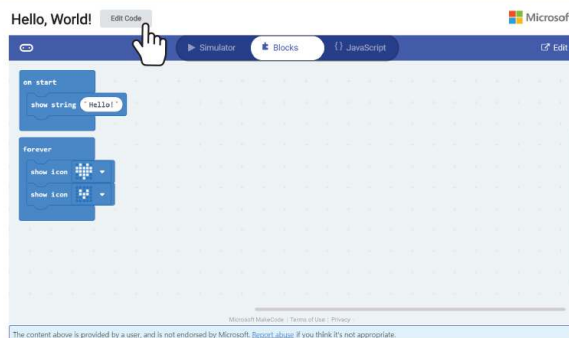 Hello, World! Edit Code Microsof
Simulator Blocks {} JavaScript Edit
on start
show string "Hello!"
forever
show icon
show icon
Microsoft MakeCode | Terms of Use | Privacy
The content above is provided by a user, and is not endorsed by Microsoft. Report abuse if you think it's not appropriate.